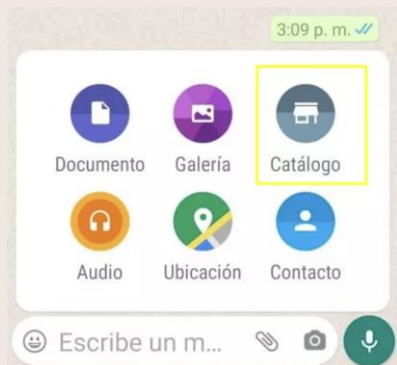 3:09 p. m.
Documento Galería Catálogo
Audio Ubicación Contacto
Escribe un m...